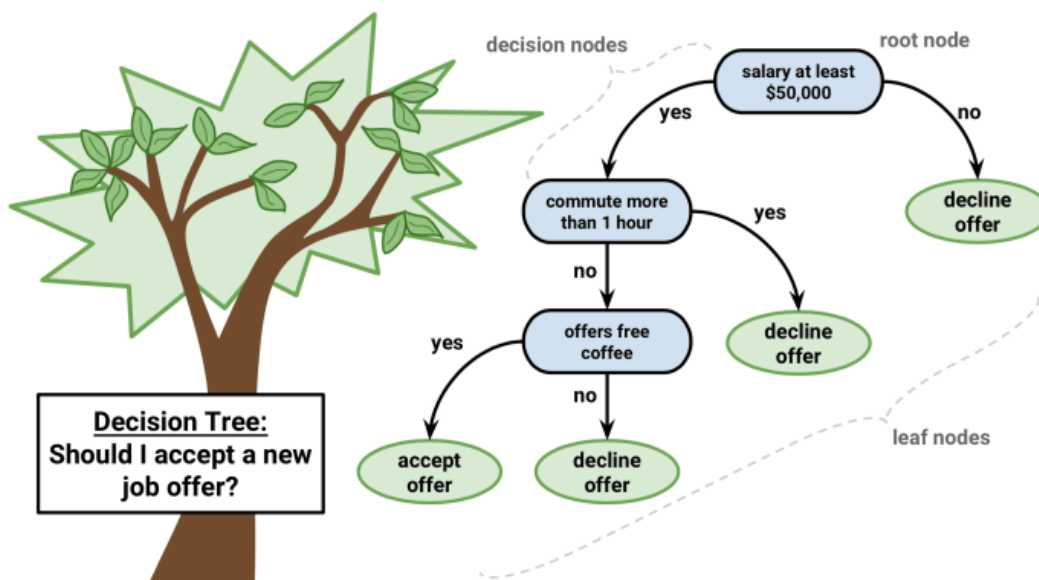 decision nodes
root node
salary at least
$50,000
yes
no
commute more
than 1 hour
decline
offer
yes
no
offers free
coffee
decline
offer
yes
no
Decision Tree:
Should I accept a new
job offer?
accept
offer
decline
offer
leaf nodes